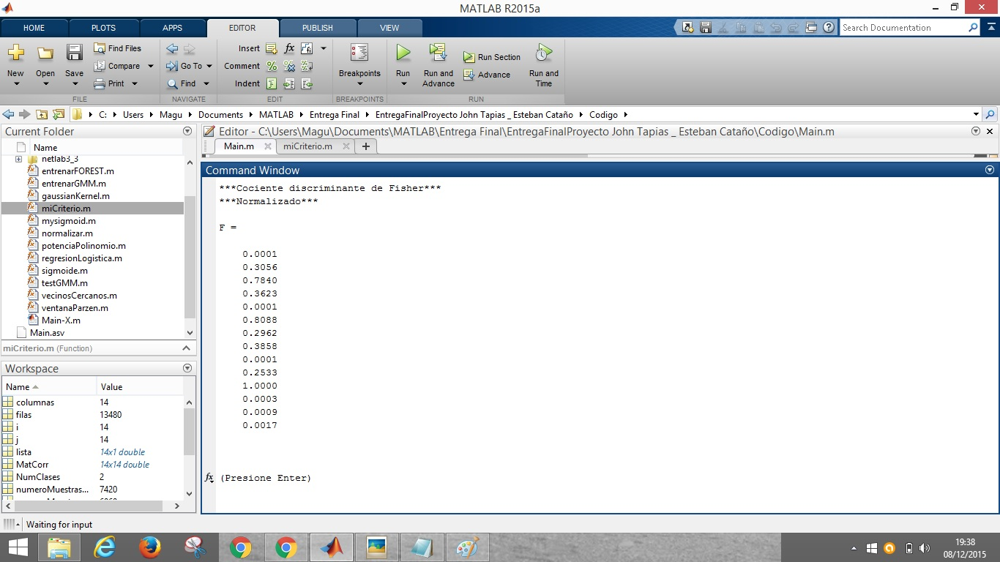 MATLAB R2015a
HOME PLOTS APPS EDITOR PUBLISH VIEW
Search Documentation
New Open Save Find Files Compare Print
FILE
Go To Find
NAVIGATE
Insert fx
Comment
Indent
EDIT
Breakpoints
BREAKPOINTS
Run Run and Advance Run Section Advance Run and Time
RUN
C: Users Magu Documents MATLAB Entrega Final EntregaFinalProyecto John Tapias _ Esteban Cataño Codigo
Current Folder
Name
netlab3_3
entrenarFOREST.m
entrenarGMM.m
gaussianKernel.m
miCriterio.m
mysigmoid.m
normalizar.m
potenciaPolinomio.m
regresionLogistica.m
sigmoide.m
testGMM.m
vecinosCercanos.m
ventanaParzen.m
Main-X.m
Main.asv
miCriterio.m (Function)
Workspace
Name Value
columnas 14
filas 13480
i 14
j 14
lista 14x1 double
MatCorr 14x14 double
NumClases 2
numeroMuestras... 7420
Editor - C:\Users\Magu\Documents\MATLAB\Entrega Final\EntregaFinalProyecto John Tapias _ Esteban Cataño\Codigo\Main.m
Main.m miCriterio.m
Command Window
***Cociente discriminante de Fisher***
***Normalizado***
F =
0.0001
0.3056
0.7840
0.3623
0.0001
0.8088
0.2962
0.3858
0.0001
0.2533
1.0000
0.0003
0.0009
0.0017
fx (Presione Enter)
Waiting for input
19:38
08/12/2015